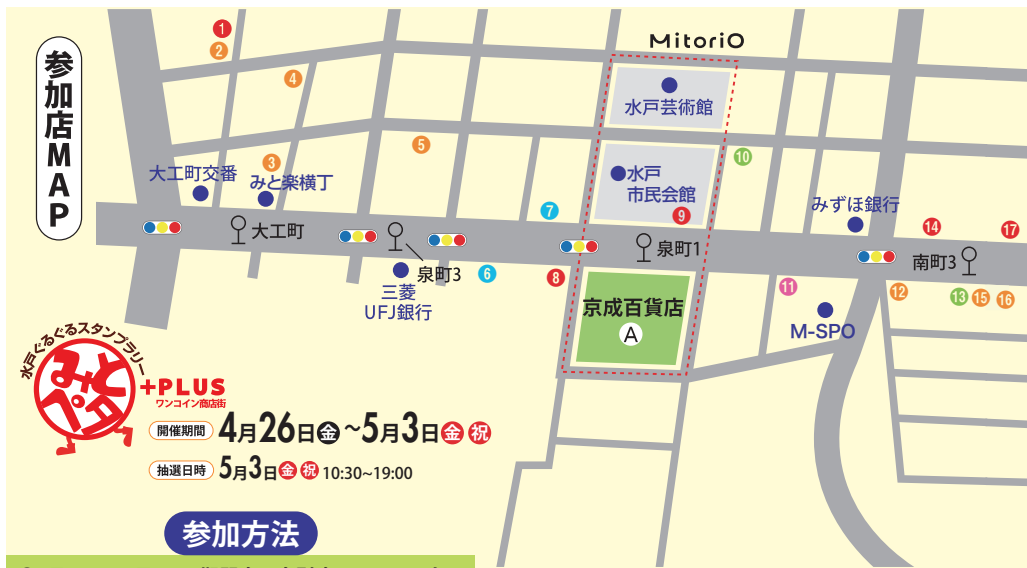 参加店MAP
MitoriO
1
2
4
水戸芸術館
5
10
3
大工町交番
みと楽横丁
水戸
市民会館
みずほ銀行
7
9
14
17
大工町
泉町3
泉町1
南町3
6
8
三菱
UFJ銀行
京成百貨店
A
11
12
13
15
16
M-SPO
水戸ぐるぐるスタンプラリー
みとペタ
+PLUS
ワンコイン商店街
開催期間 4月26日金~5月3日金祝
抽選日時 5月3日金祝 10:30~19:00
参加方法